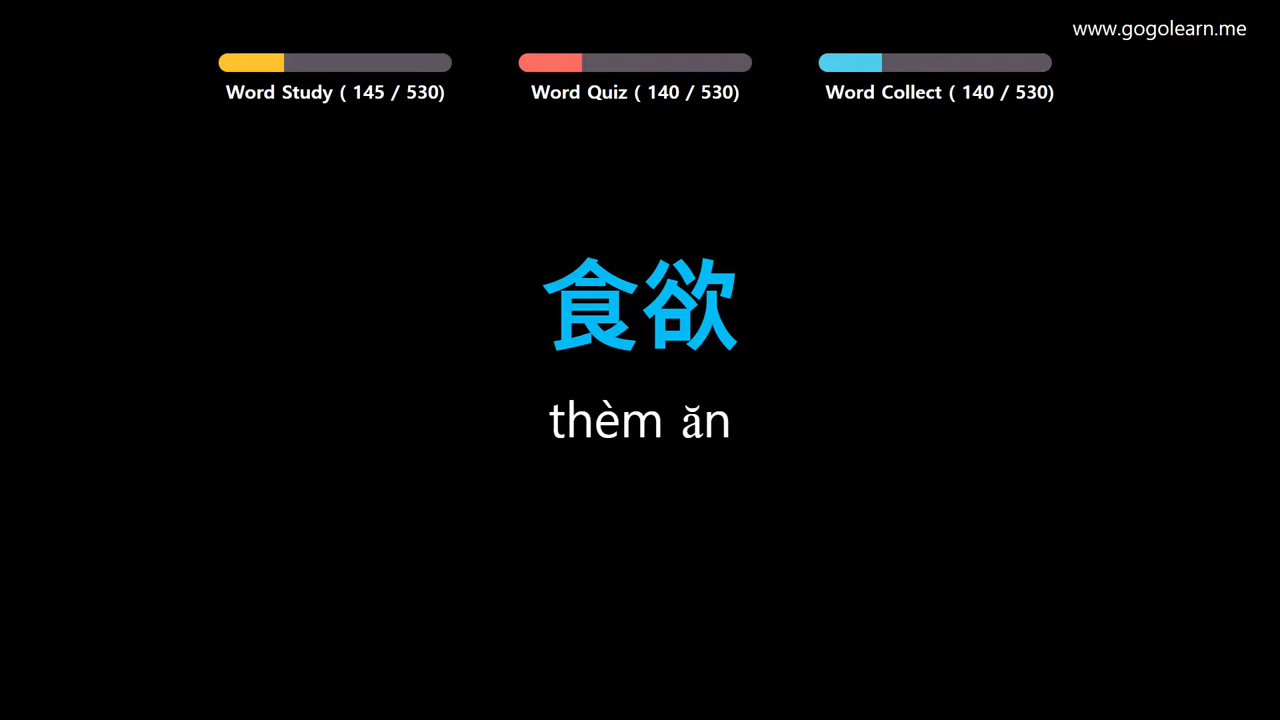 www.gogolearn.me
Word Study ( 145 / 530)
Word Quiz ( 140 / 530)
Word Collect ( 140 / 530)
食欲
thèm ăn